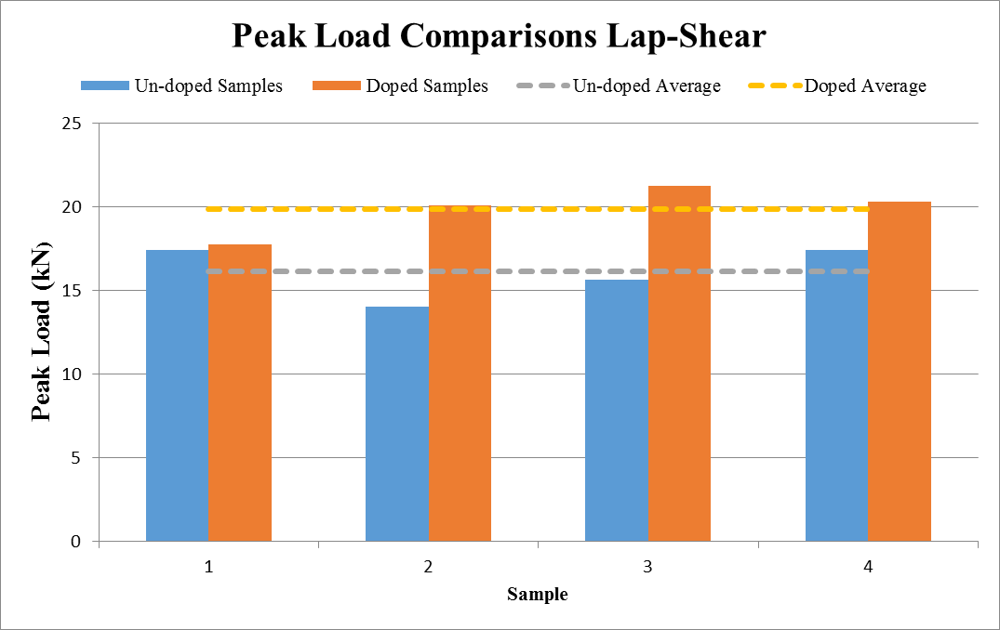 Peak Load Comparisons Lap-Shear
Un-doped Samples Doped Samples Un-doped Average Doped Average
25
20
15
10
5
0
Peak Load (kN)
1 2 3 4
Sample